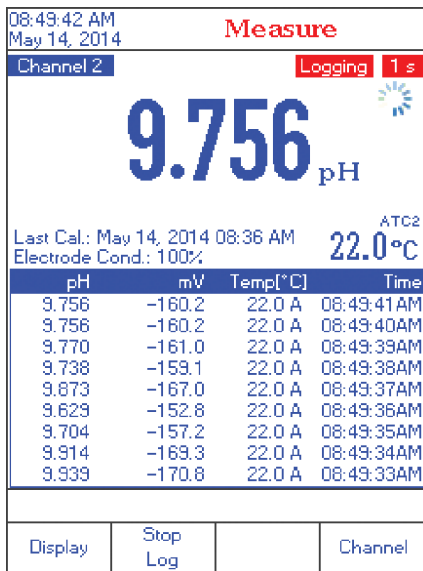 08:49:42 AM
May 14, 2014
Measure
Channel 2
Logging 1 s
9.756 pH
ATC2
Last Cal.: May 14, 2014 08:36 AM
22.0°C
Electrode Cond.: 100%
pH mV Temp[°C] Time
9.756 -160.2 22.0 A 08:49:41AM
9.756 -160.2 22.0 A 08:49:40AM
9.770 -161.0 22.0 A 08:49:39AM
9.738 -159.1 22.0 A 08:49:38AM
9.873 -167.0 22.0 A 08:49:37AM
9.629 -152.8 22.0 A 08:49:36AM
9.704 -157.2 22.0 A 08:49:35AM
9.914 -169.3 22.0 A 08:49:34AM
9.939 -170.8 22.0 A 08:49:33AM
Display
Stop
Log
Channel